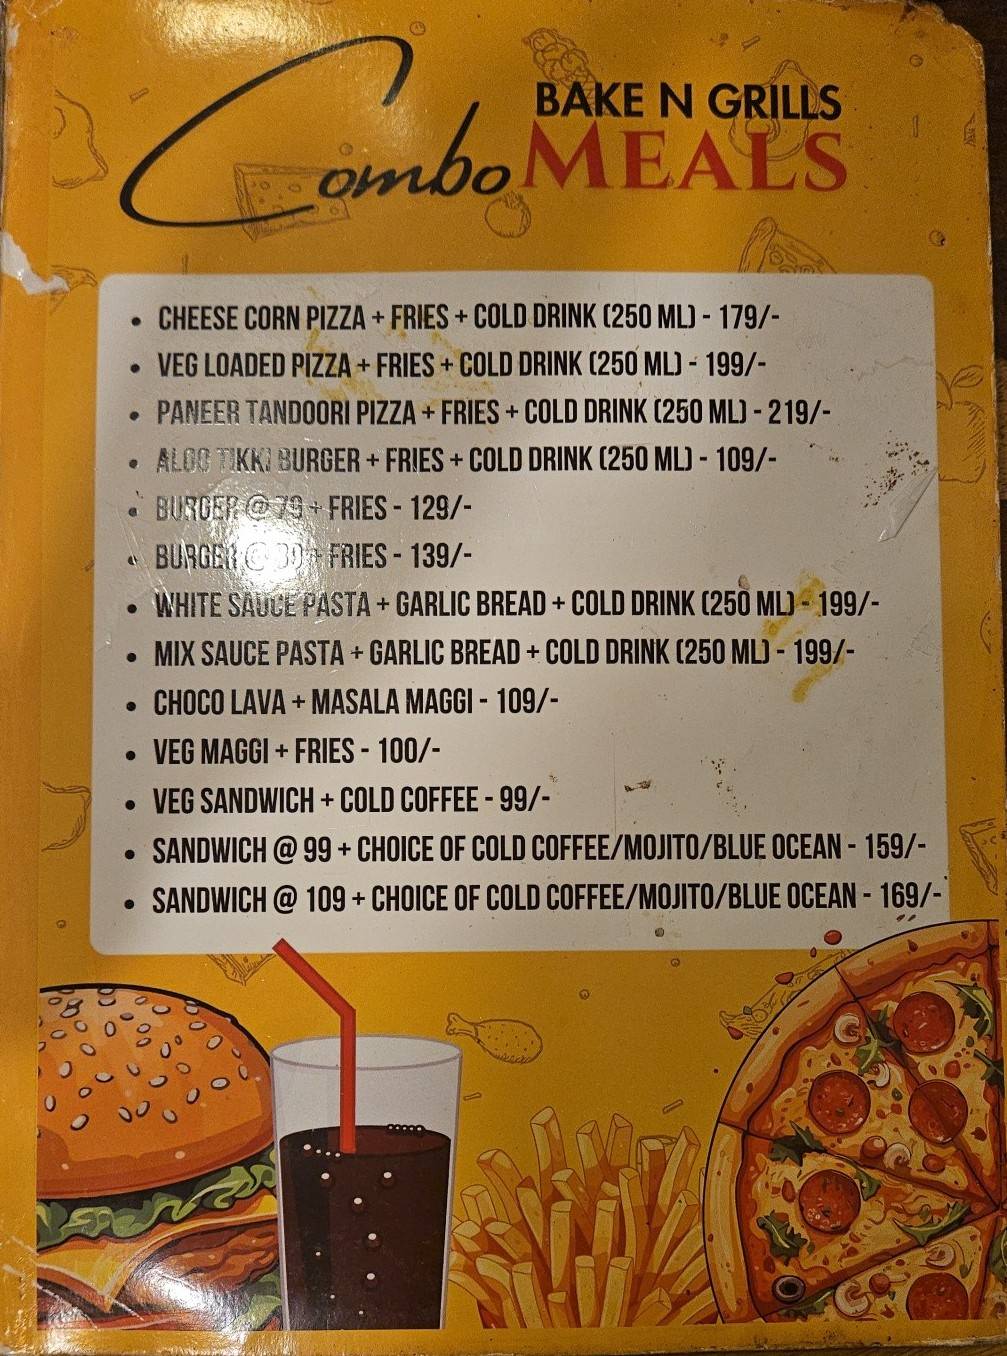 Combo BAKE N GRILLS MEALS
• CHEESE CORN PIZZA + FRIES + COLD DRINK (250 ML) - 179/-
• VEG LOADED PIZZA + FRIES + COLD DRINK (250 ML) - 199/-
• PANEER TANDOORI PIZZA + FRIES + COLD DRINK (250 ML) - 219/-
• ALOO TIKKI BURGER + FRIES + COLD DRINK (250 ML) - 109/-
• BURGER @ 79 + FRIES - 129/-
• BURGER @ + FRIES - 139/-
• WHITE SAUCE PASTA + GARLIC BREAD + COLD DRINK (250 ML) - 199/-
• MIX SAUCE PASTA + GARLIC BREAD + COLD DRINK (250 ML) - 199/-
• CHOCO LAVA + MASALA MAGGI - 109/-
• VEG MAGGI + FRIES - 100/-
• VEG SANDWICH + COLD COFFEE - 99/-
• SANDWICH @ 99 + CHOICE OF COLD COFFEE/MOJITO/BLUE OCEAN - 159/-
• SANDWICH @ 109 + CHOICE OF COLD COFFEE/MOJITO/BLUE OCEAN - 169/-